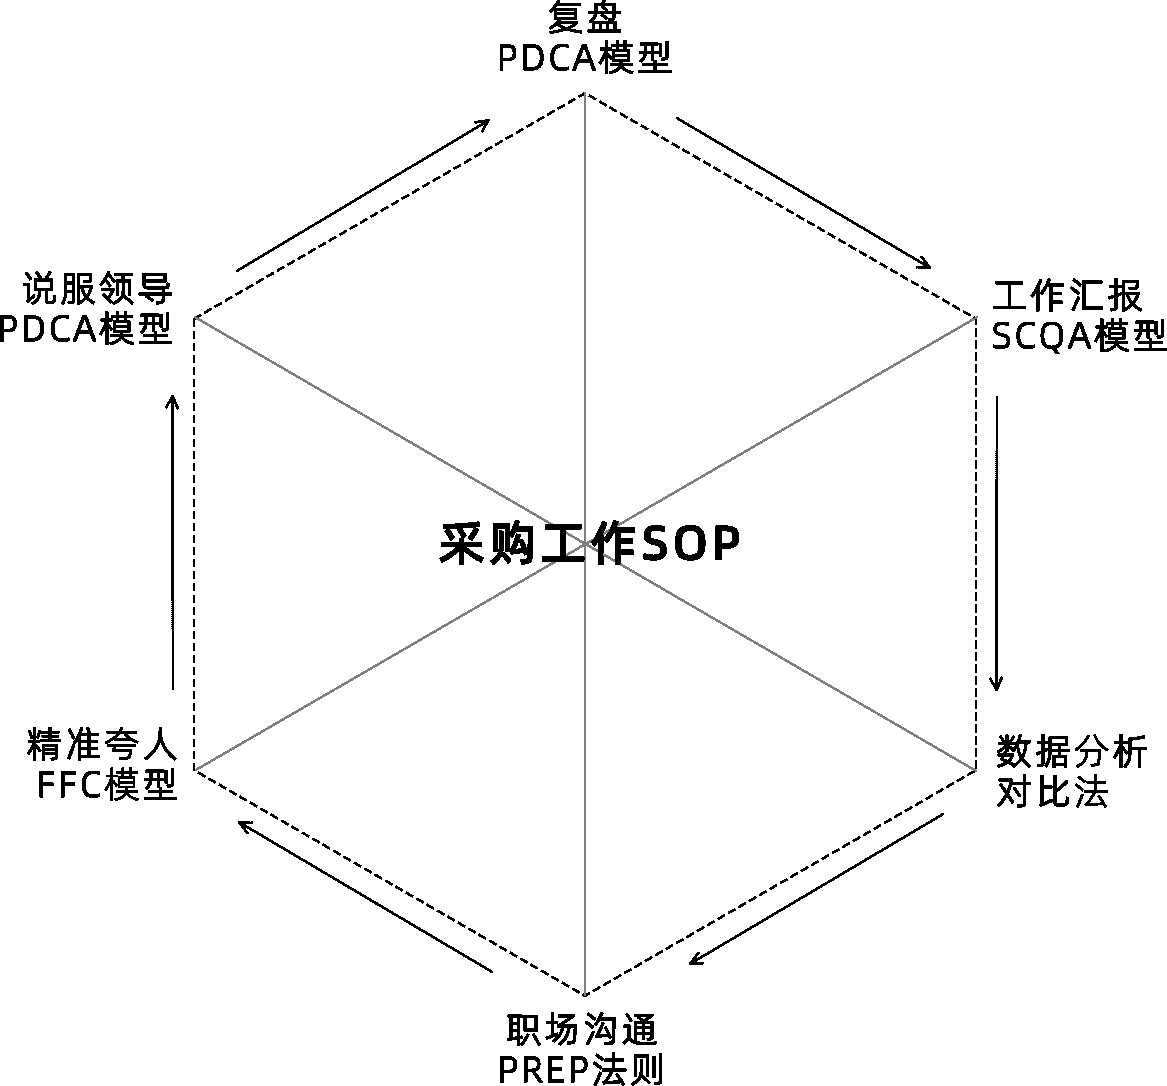 复盘
PDCA模型
说服领导
PDCA模型
工作汇报
SCQA模型
采购工作SOP
精准夸人
FFC模型
数据分析
对比法
职场沟通
PREP法则